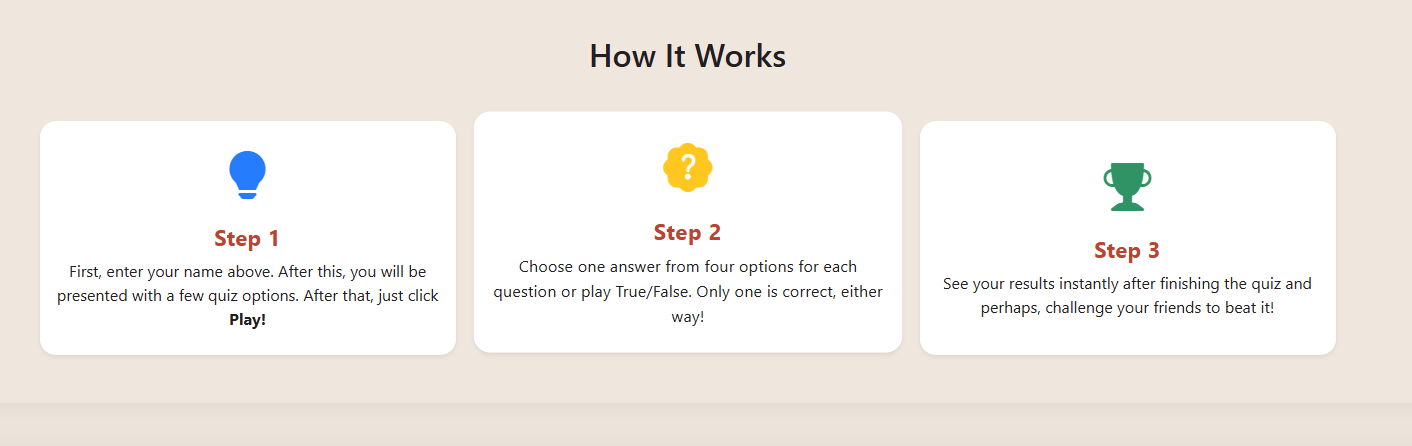 How It Works
Step 1
First, enter your name above. After this, you will be
presented with a few quiz options. After that, just click
Play!
?
Step 2
Choose one answer from four options for each
question or play True/False. Only one is correct, either
way!
Step 3
See your results instantly after finishing the quiz and
perhaps, challenge your friends to beat it!